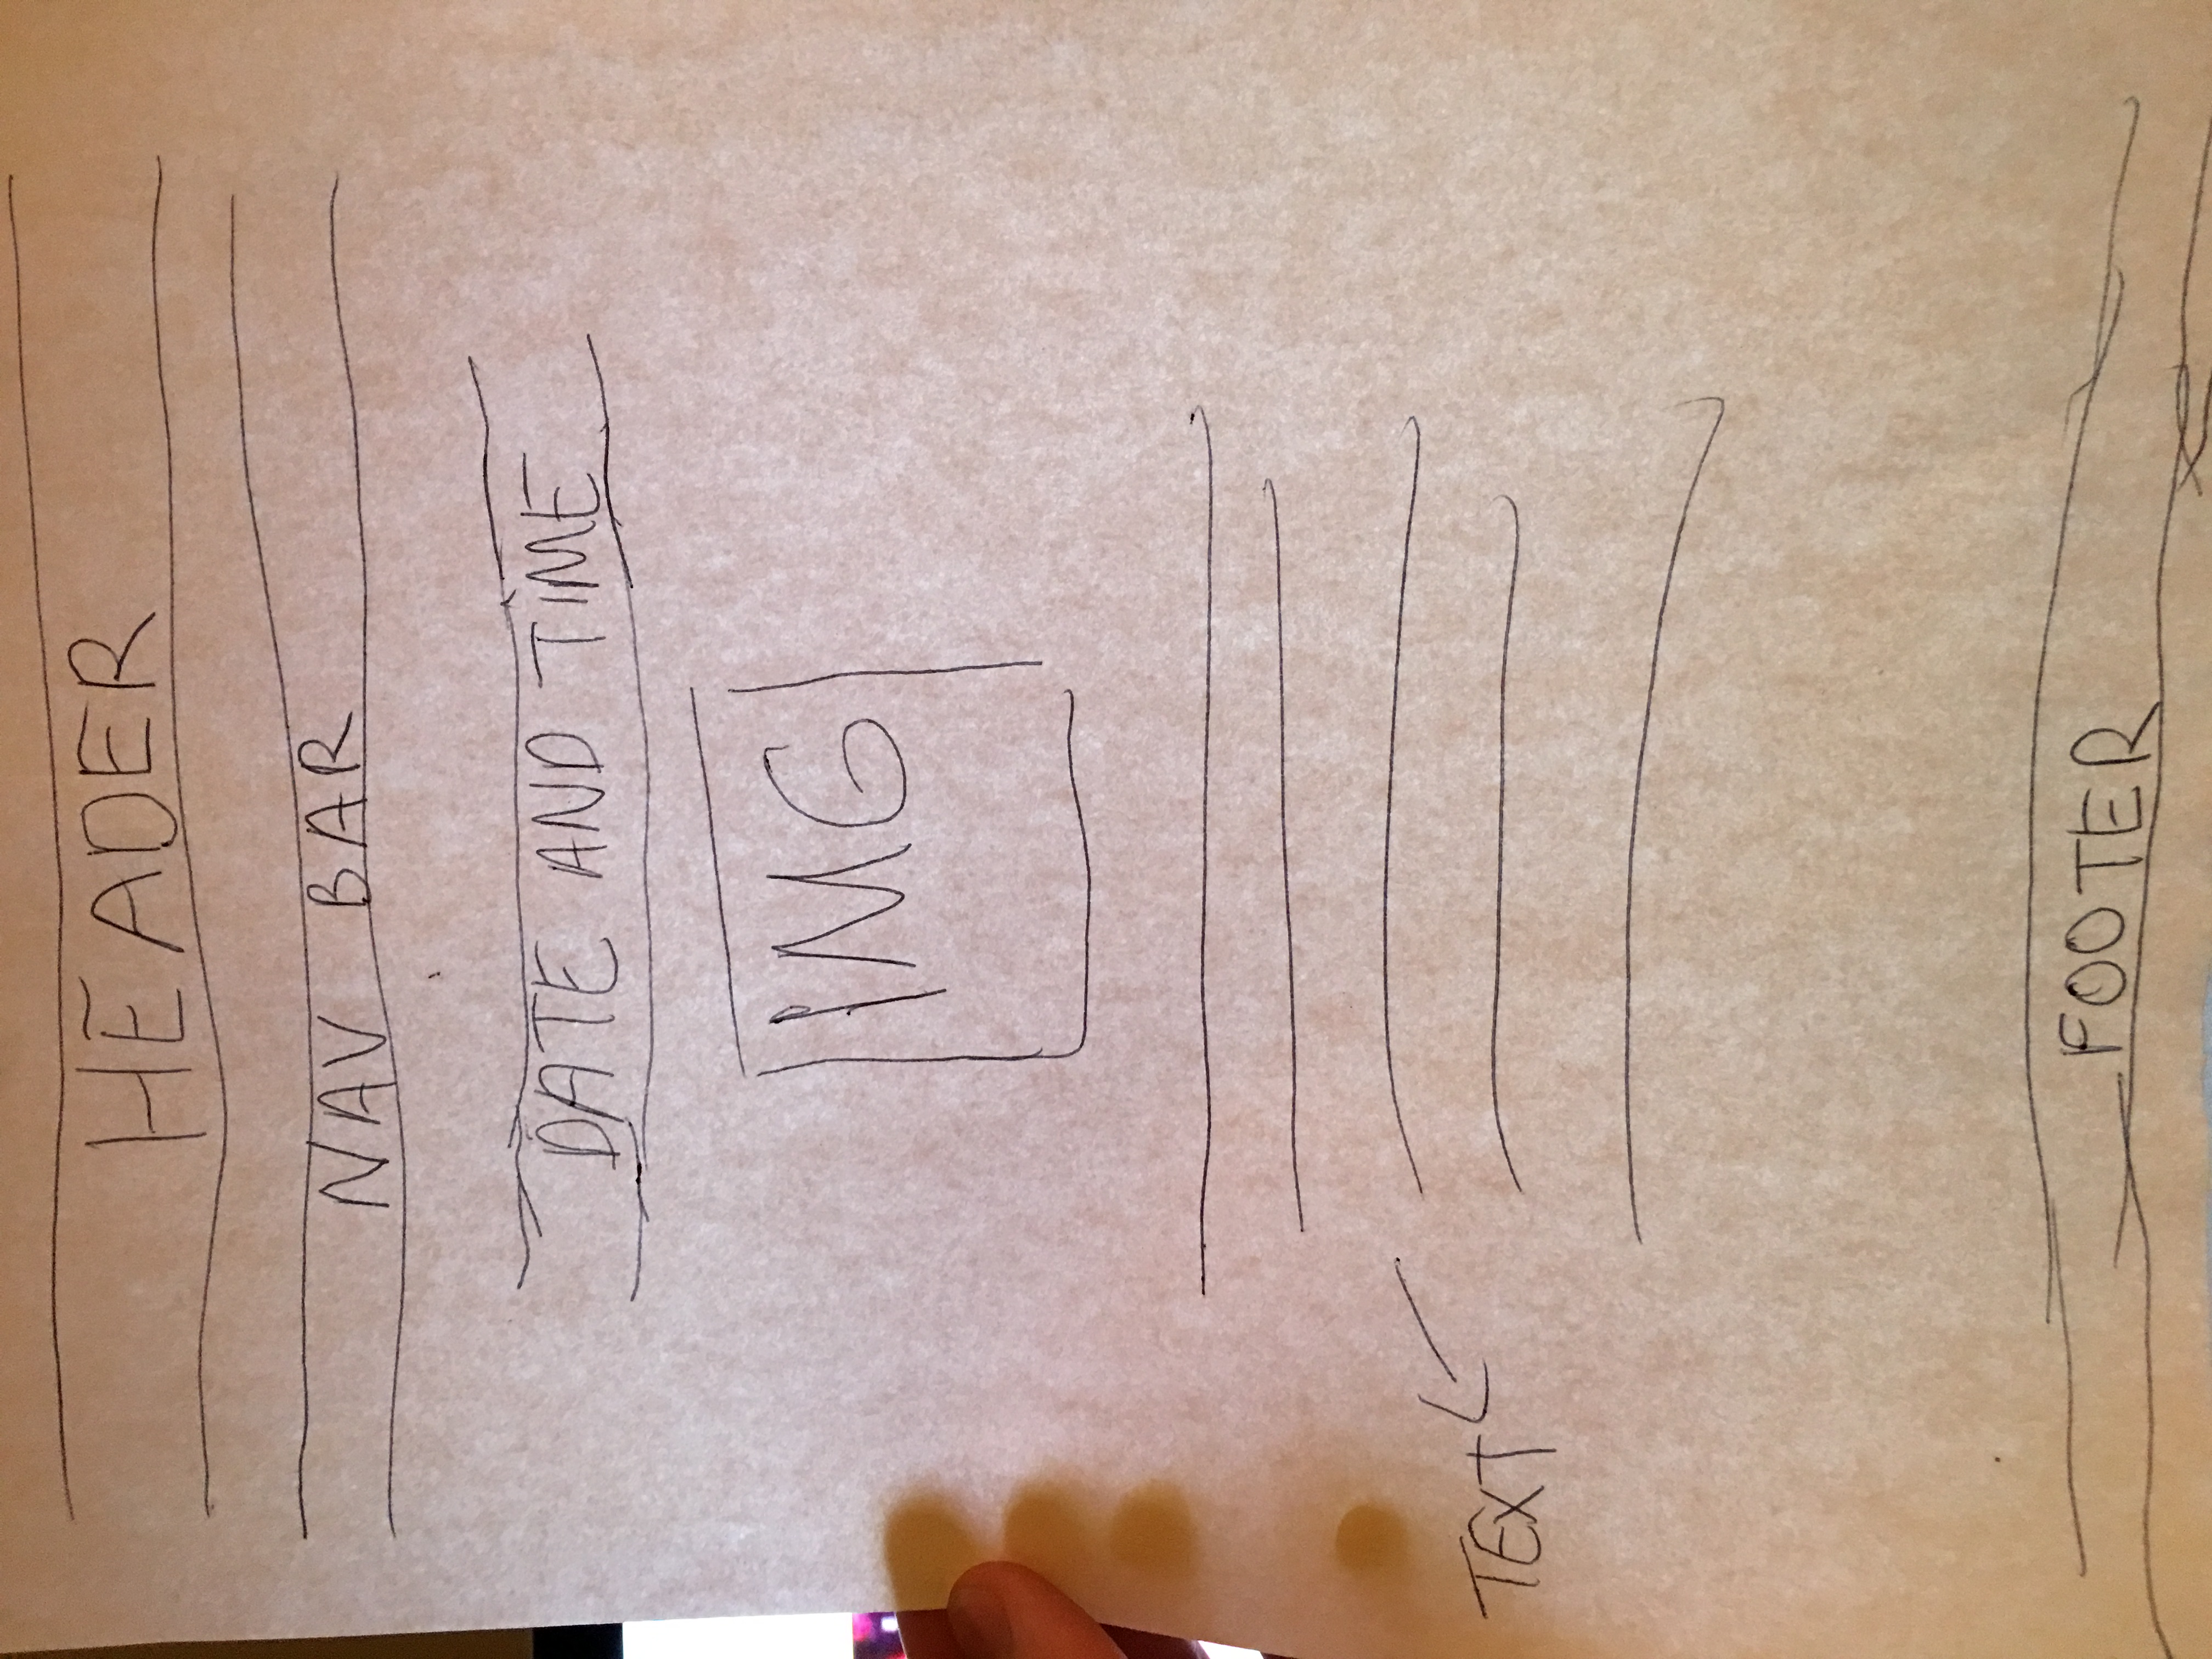 HEADER
NAV BAR
DATE AND TIME
IMG
TEXT
FOOTER